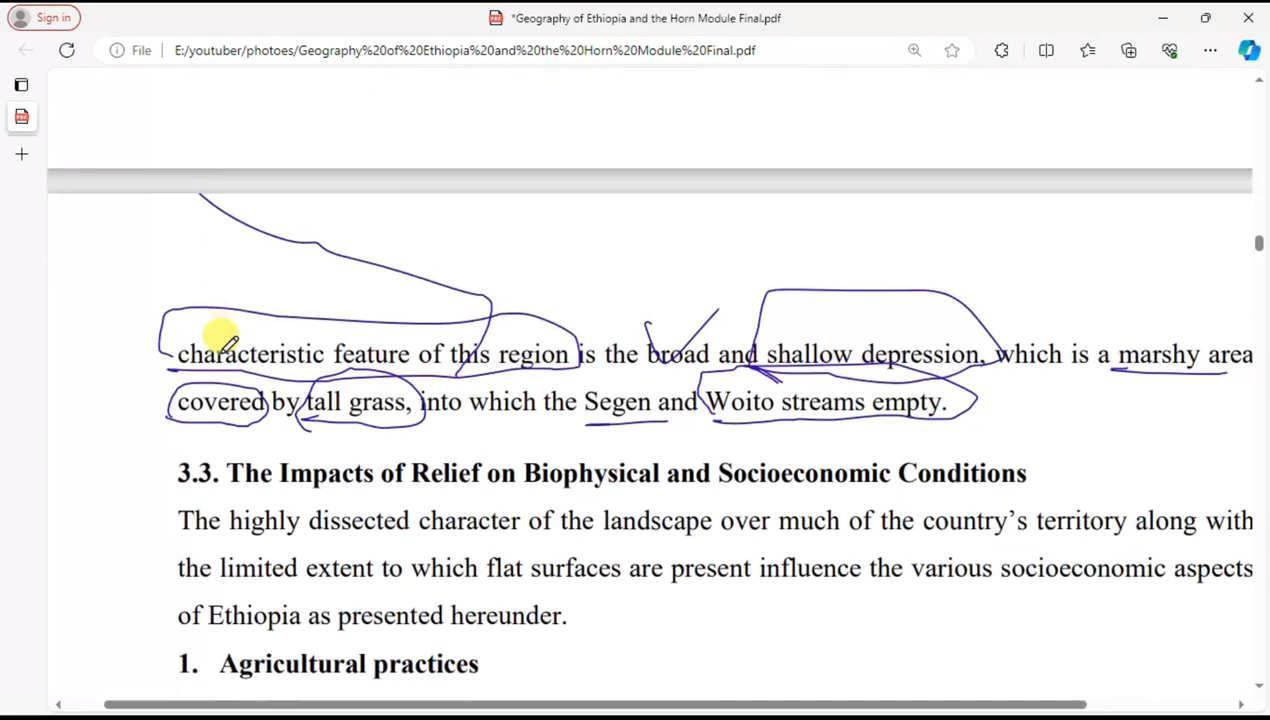 Sign in
*Geography of Ethiopia and the Horn Module Final.pdf
File
E:/youtuber/photoes/Geography%20of%20Ethiopia%20and%20the%20Horn%20Module%20Final.pdf
characteristic feature of this region is the broad and shallow depression, which is a marshy area
covered by tall grass, into which the Segen and Woito streams empty.
3.3. The Impacts of Relief on Biophysical and Socioeconomic Conditions
The highly dissected character of the landscape over much of the country's territory along with
the limited extent to which flat surfaces are present influence the various socioeconomic aspects
of Ethiopia as presented hereunder.
1. Agricultural practices